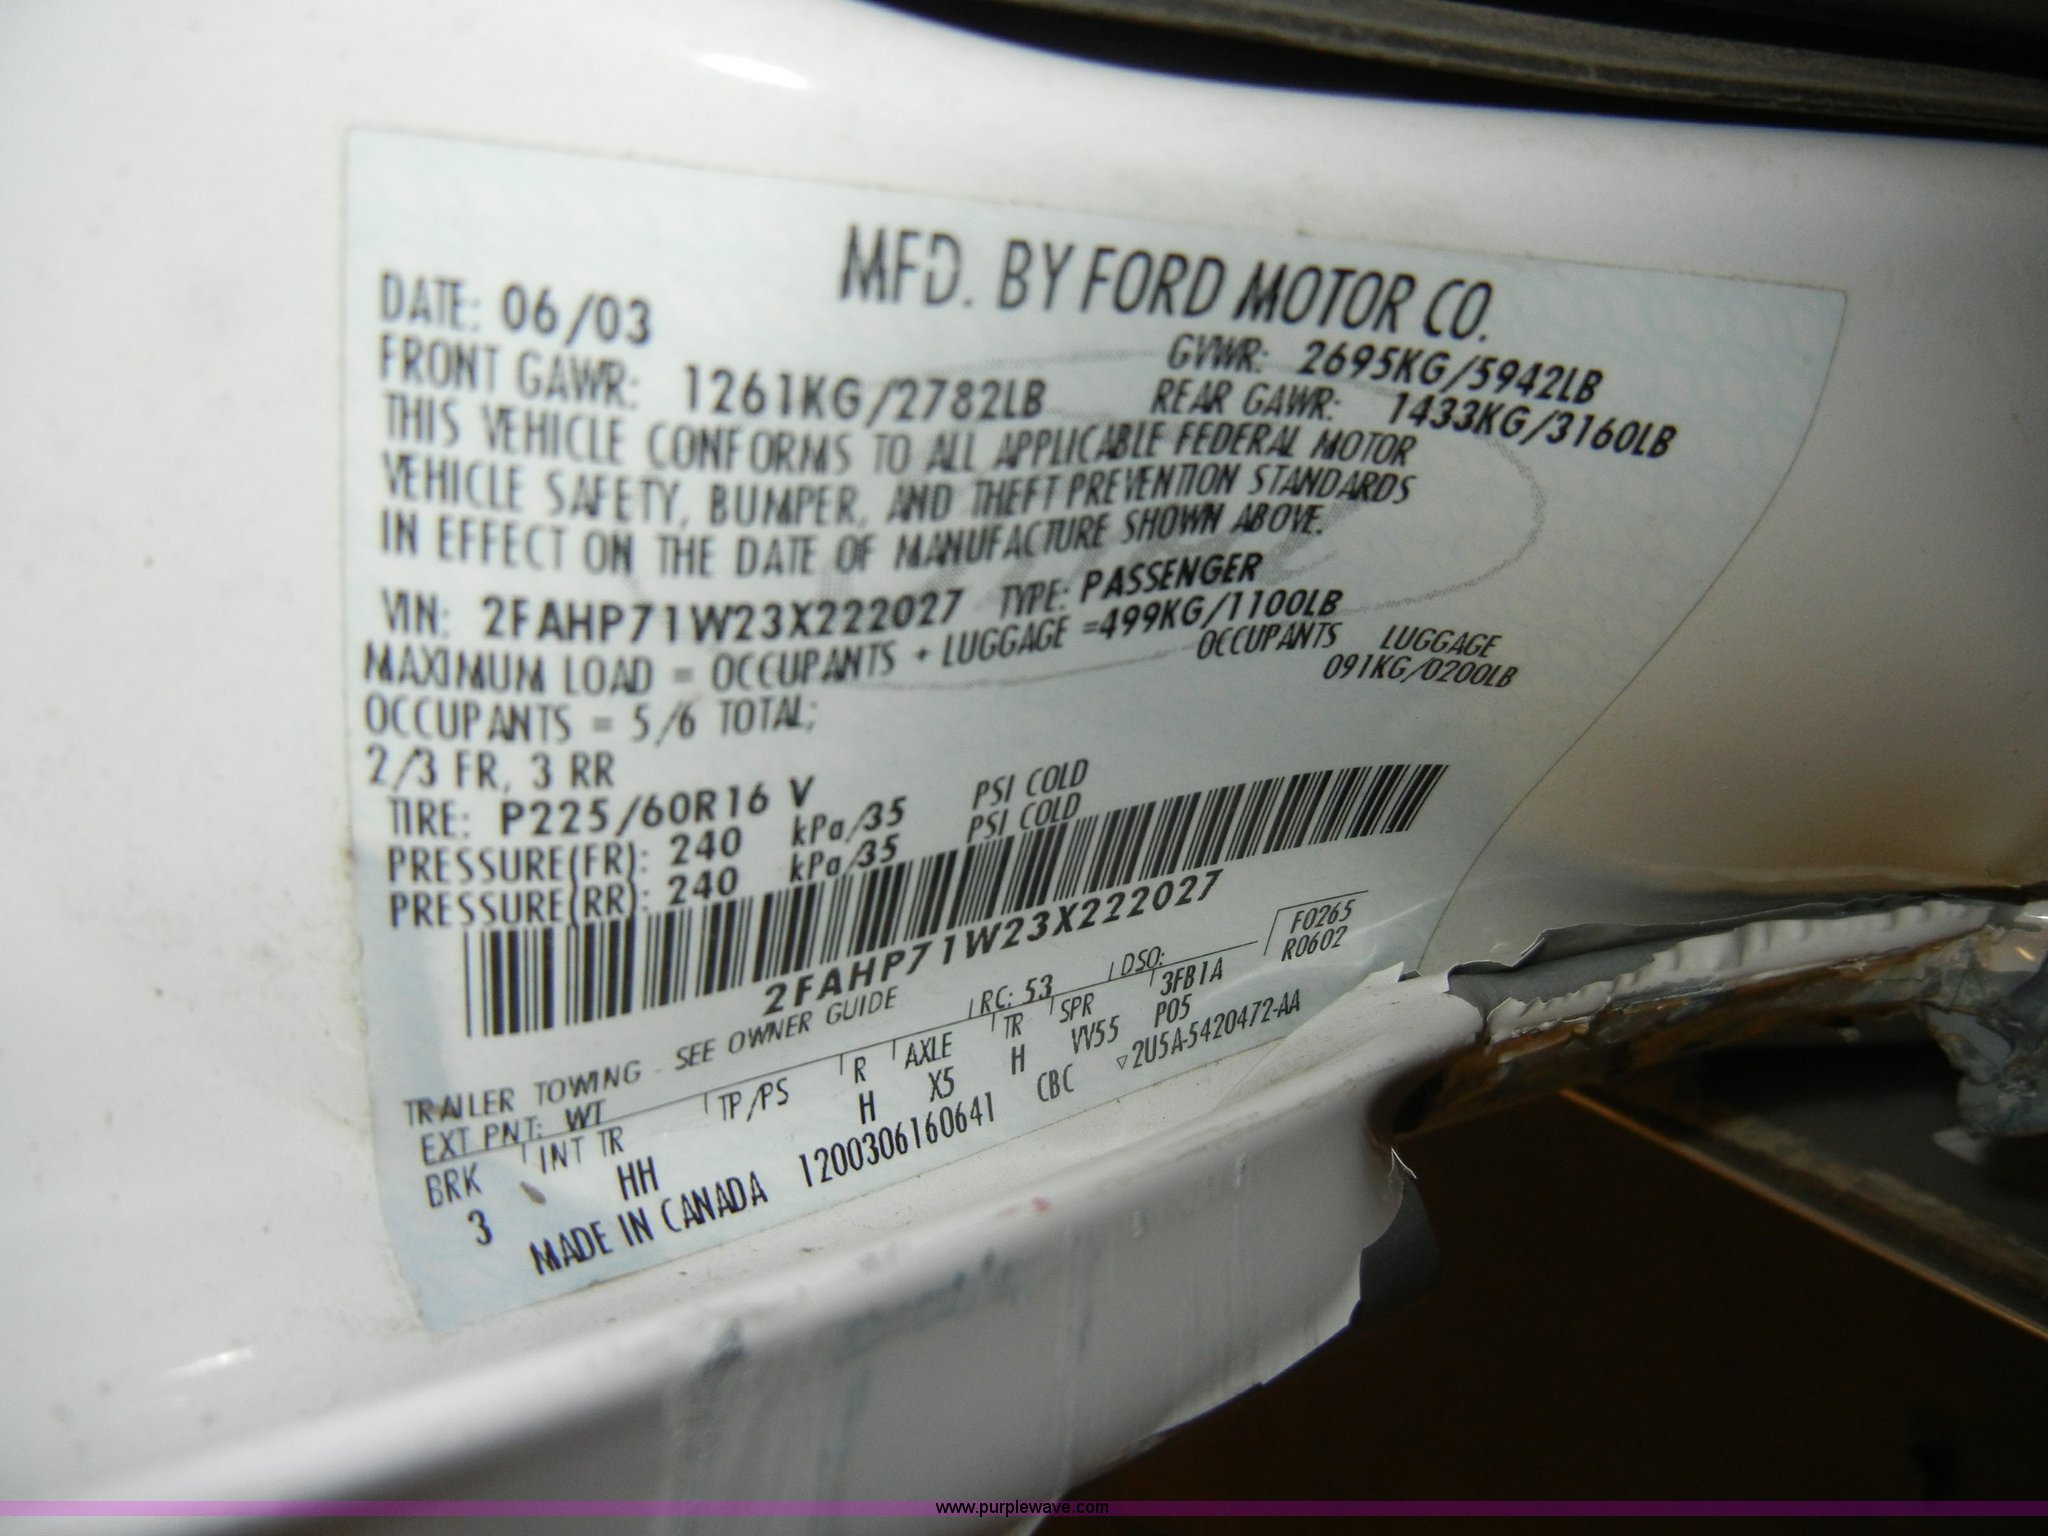 MFD. BY FORD MOTOR CO.
DATE: 06/03
GVWR: 2695KG/5942LB
FRONT GAWR: 1261KG/2782LB REAR GAWR: 1433KG/3160LB
THIS VEHICLE CONFORMS TO ALL APPLICABLE FEDERAL MOTOR
VEHICLE SAFETY, BUMPER, AND THEFT PREVENTION STANDARDS
IN EFFECT ON THE DATE OF MANUFACTURE SHOWN ABOVE.
VIN: 2FAHP71W23X222027 TYPE: PASSENGER
MAXIMUM LOAD = OCCUPANTS + LUGGAGE =499KG/1100LB
OCCUPANTS LUGGAGE
OCCUPANTS = 5/6 TOTAL; 091KG/0200LB
2/3 FR, 3 RR
TIRE: P225/60R16 V
PRESSURE(FR): 240 kPa/35 PSI COLD
PRESSURE(RR): 240 kPa/35 PSI COLD
2FAHP71W23X222027
F0265
R0602
TRAILER TOWING - SEE OWNER GUIDE
EXT PNT: WT RC: 53 DSO:
BRK INT TR TP/PS R AXLE TR SPR 3FB1A
3 HH H X5 H VV55 P05
MADE IN CANADA 1200306160641 CBC ▽2U5A-5420472-AA
www.purplewave.com